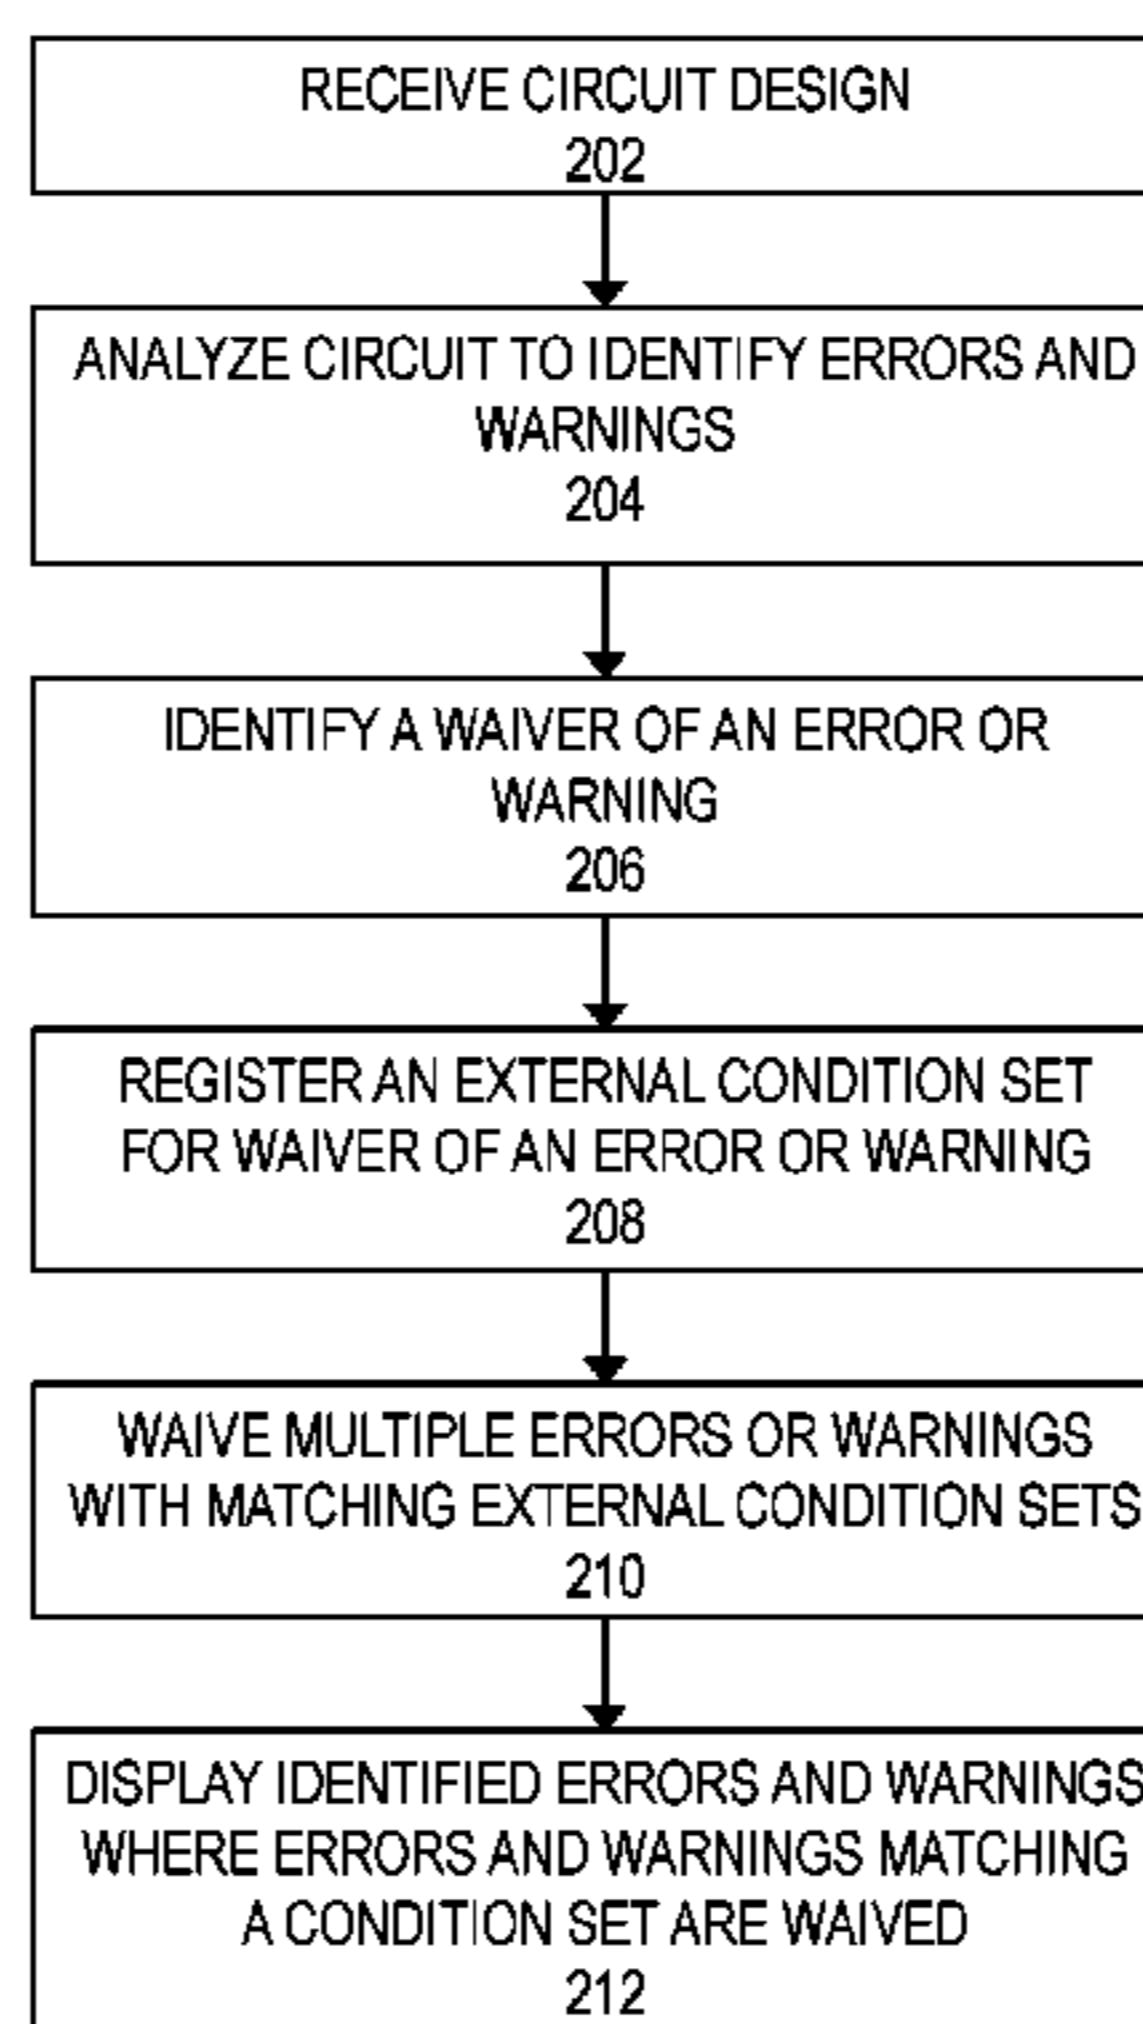 RECEIVE CIRCUIT DESIGN
202
ANALYZE CIRCUIT TO IDENTIFY ERRORS AND
WARNINGS
204
IDENTIFY A WAIVER OF AN ERROR OR
WARNING
206
REGISTER AN EXTERNAL CONDITION SET
FOR WAIVER OF AN ERROR OR WARNING
208
WAIVE MULTIPLE ERRORS OR WARNINGS
WITH MATCHING EXTERNAL CONDITION SETS
210
DISPLAY IDENTIFIED ERRORS AND WARNINGS
WHERE ERRORS AND WARNINGS MATCHING
A CONDITION SET ARE WAIVED
212